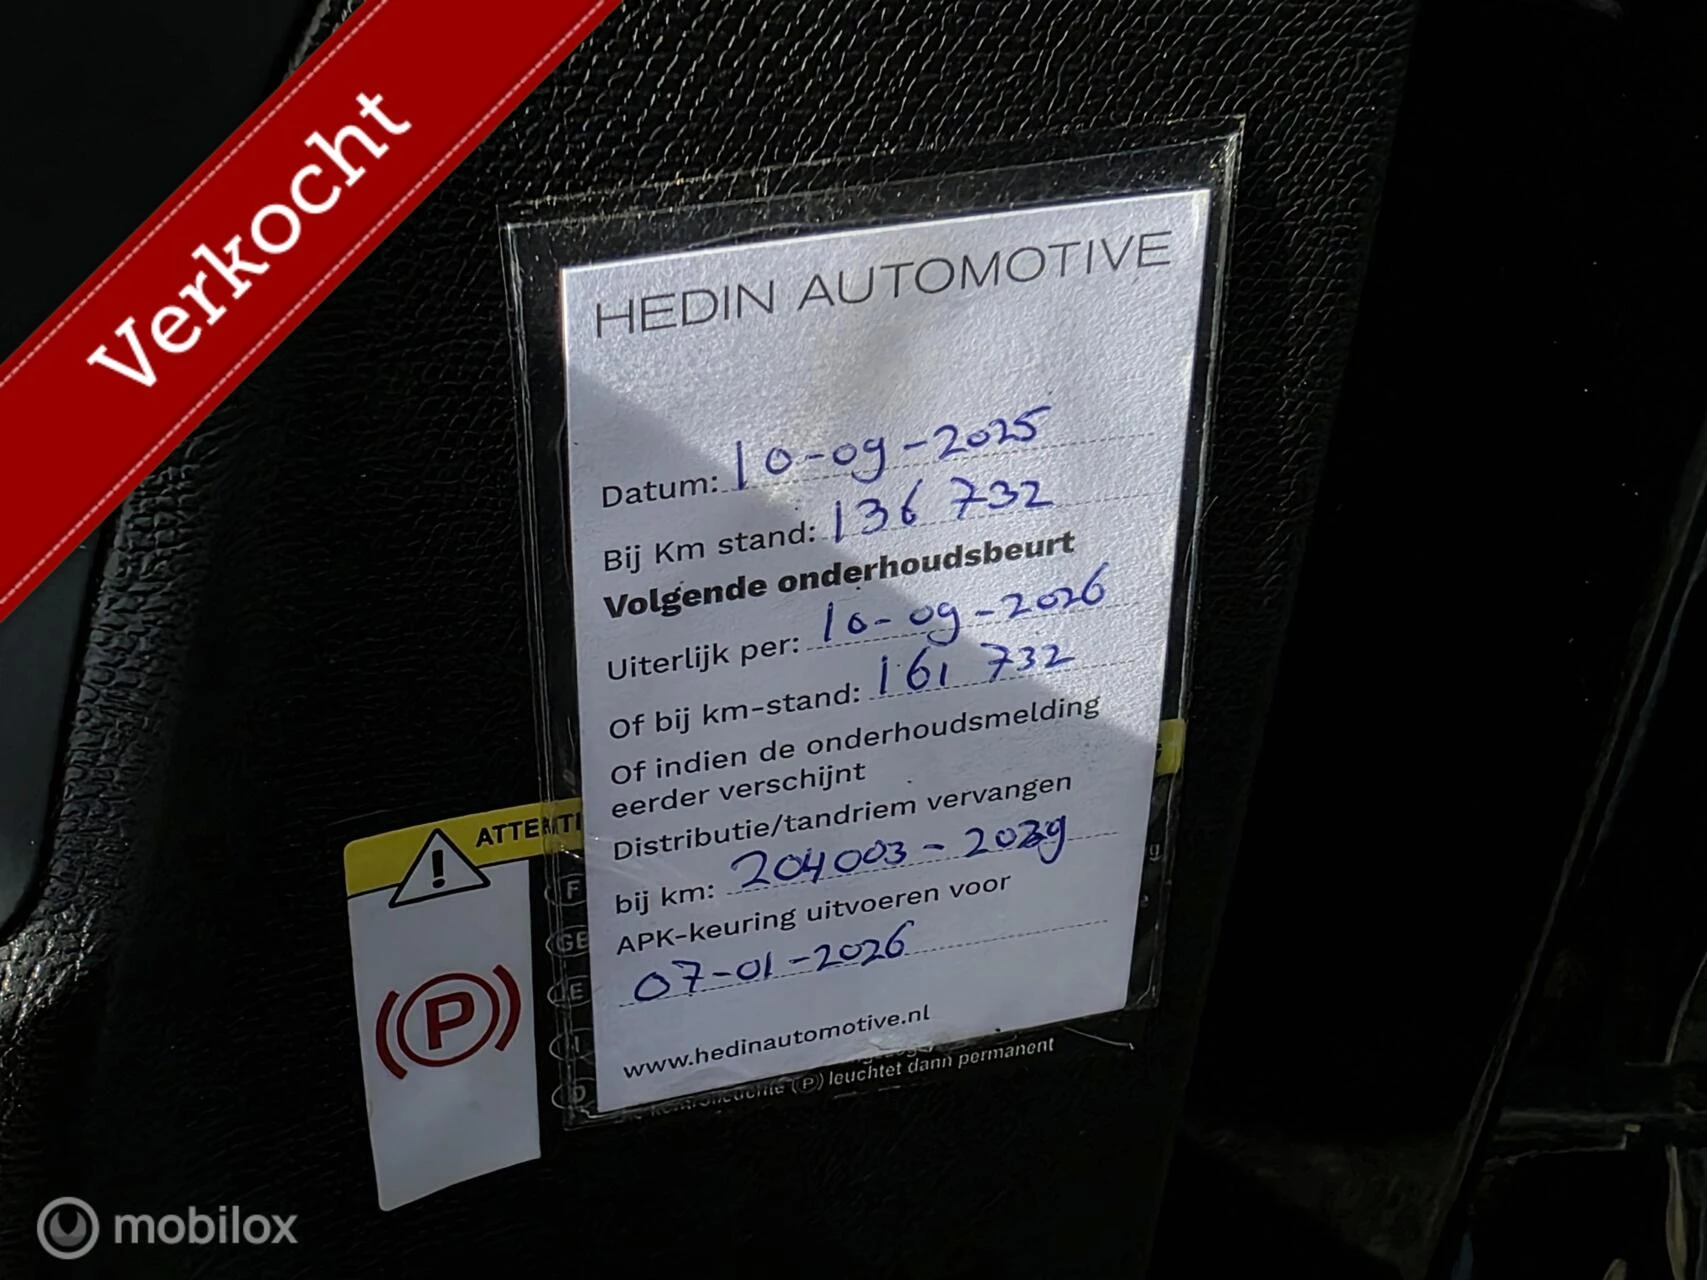 Verkocht
HEDIN AUTOMOTIVE
Datum: 10-09-2025
Bij Km stand: 136 732
Volgende onderhoudsbeurt
Uiterlijk per: 10-09-2026
Of bij km-stand: 161 732
Of indien de onderhoudsmelding
eerder verschijnt
Distributie/tandriem vervangen
bij km: 204003-2029
APK-keuring uitvoeren voor
07-01-2026
www.hedinautomotive.nl
ATTENTI
F
GB
E
I
D
P
(P) leuchtet dann permanent
mobilox